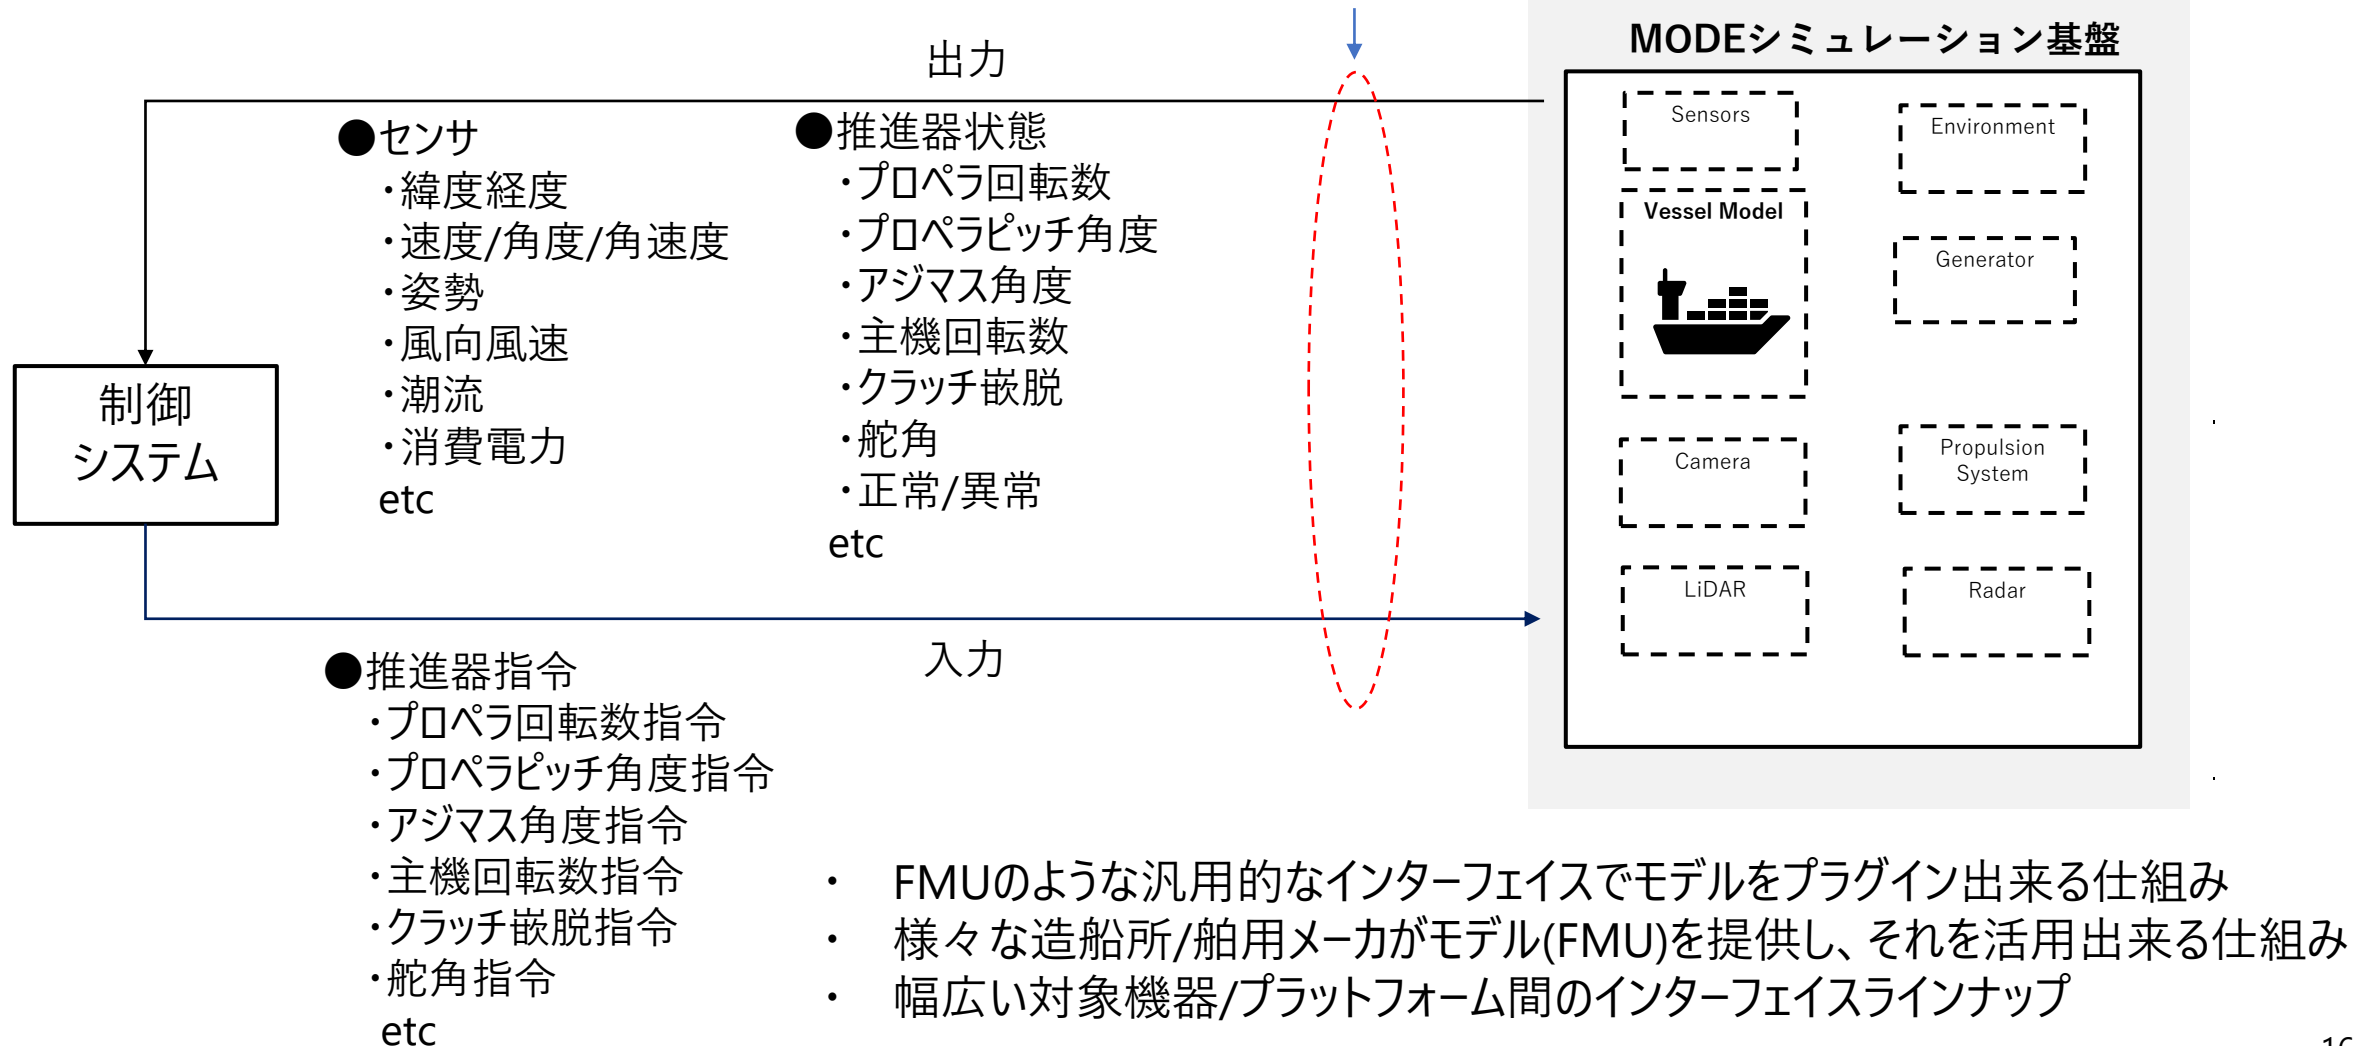 出力
MODEシミュレーション基盤
●センサ
・緯度経度
・速度/角度/角速度
・姿勢
・風向風速
・潮流
・消費電力
etc
●推進器状態
・プロペラ回転数
・プロペラピッチ角度
・アジマス角度
・主機回転数
・クラッチ嵌脱
・舵角
・正常/異常
etc
Sensors
Environment
Vessel Model
Generator
Camera
Propulsion
System
LiDAR
Radar
制御
システム
入力
●推進器指令
・プロペラ回転数指令
・プロペラピッチ角度指令
・アジマス角度指令
・主機回転数指令
・クラッチ嵌脱指令
・舵角指令
etc
・ FMUのような汎用的なインターフェイスでモデルをプラグイン出来る仕組み
・ 様々な造船所/舶用メーカがモデル(FMU)を提供し、それを活用出来る仕組み
・ 幅広い対象機器/プラットフォーム間のインターフェイスラインナップ